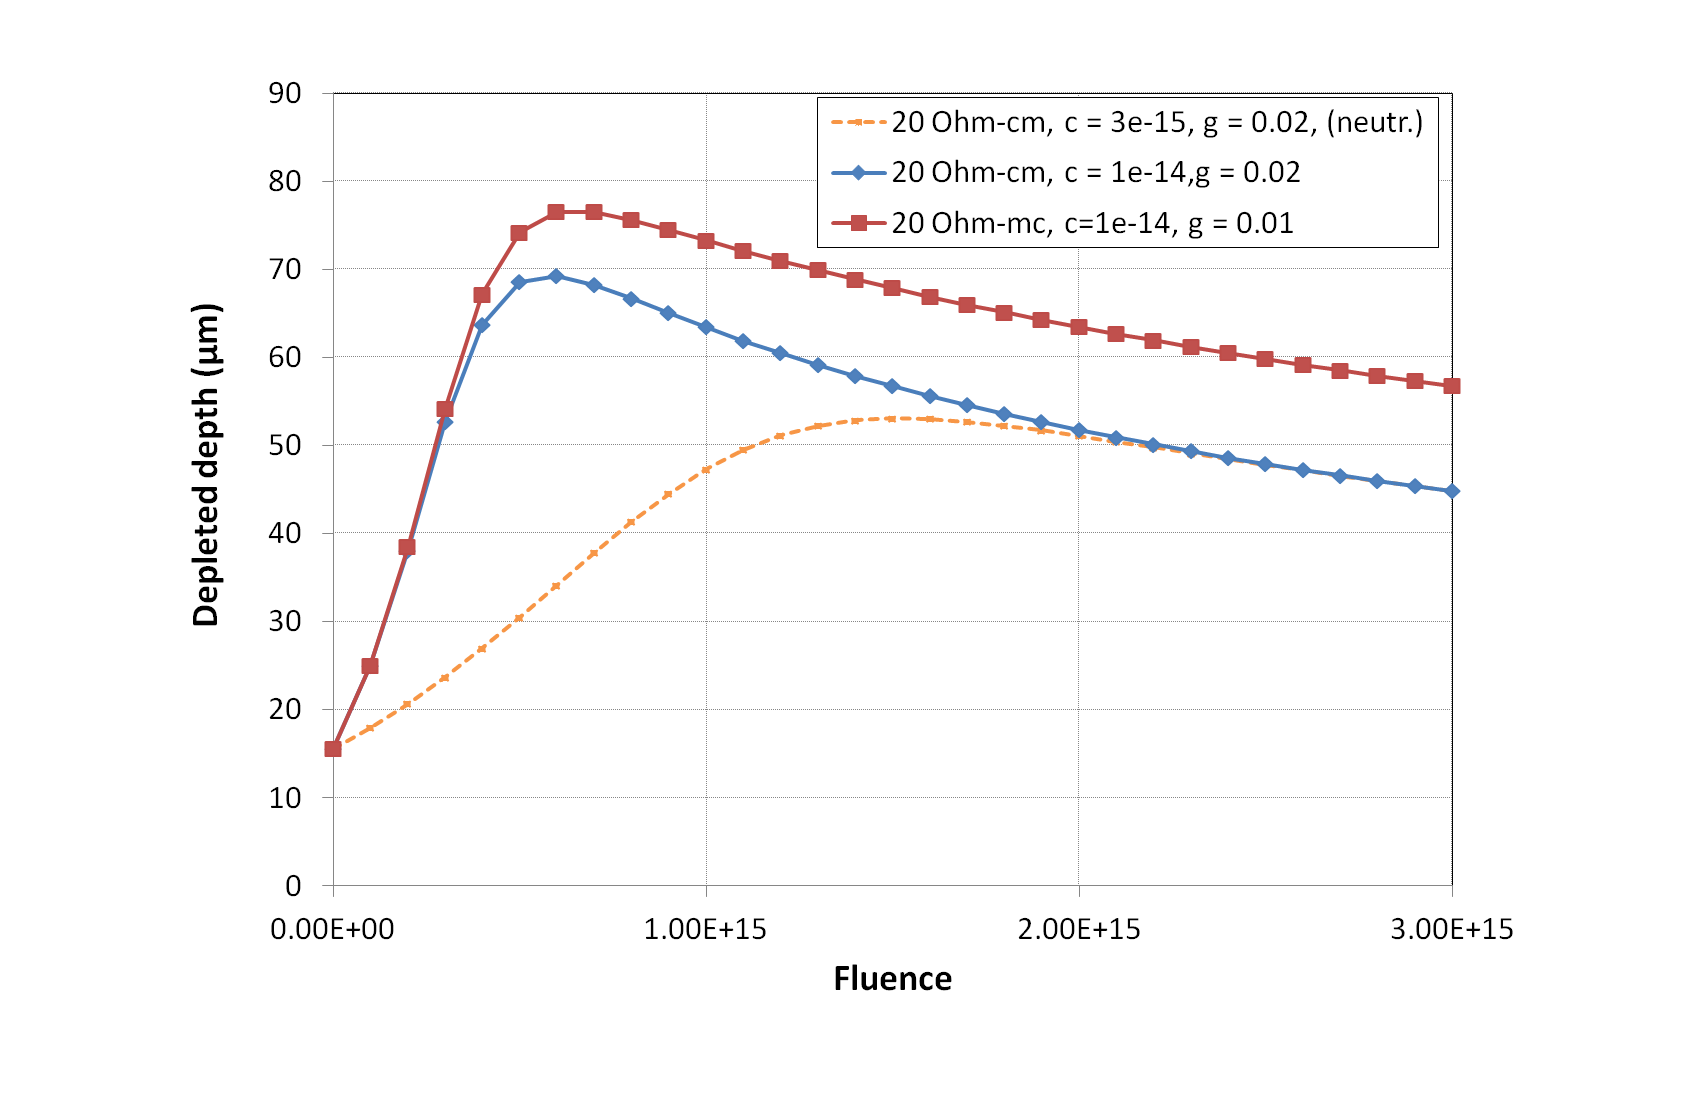 90
80
70
60
50
40
30
20
10
0
Depleted depth (µm)
20 Ohm-cm, c = 3e-15, g = 0.02, (neutr.)
20 Ohm-cm, c = 1e-14,g = 0.02
20 Ohm-mc, c=1e-14, g = 0.01
0.00E+00 1.00E+15 2.00E+15 3.00E+15
Fluence